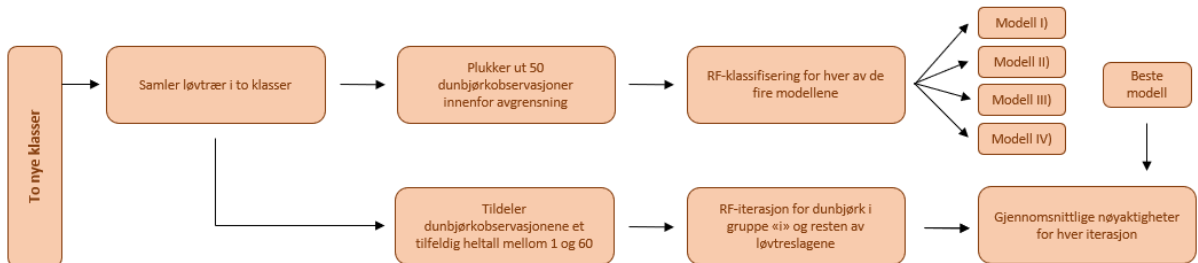 To nye klasser
Samler løvtrær i to klasser
Plukker ut 50
dunbjørkobservasjoner
innenfor avgrensning
RF-klassifisering for hver av de
fire modellene
Modell I)
Modell II)
Modell III)
Modell IV)
Beste
modell
Tildeler
dunbjørkobservasjonene et
tilfeldig heltall mellom 1 og 60
RF-iterasjon for dunbjørk i
gruppe «i» og resten av
løvtreslagene
Gjennomsnittlige nøyaktigheter
for hver iterasjon